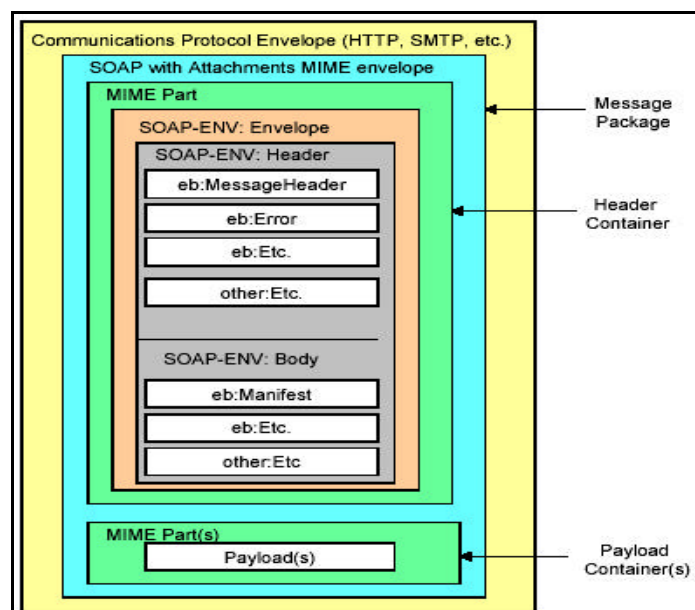 Communications Protocol Envelope (HTTP, SMTP, etc.)
SOAP with Attachments MIME envelope
MIME Part
SOAP-ENV: Envelope
SOAP-ENV: Header
eb:MessageHeader
eb:Error
eb:Etc.
other:Etc.
SOAP-ENV: Body
eb:Manifest
eb:Etc.
other:Etc
MIME Part(s)
Payload(s)
Message
Package
Header
Container
Payload
Container(s)